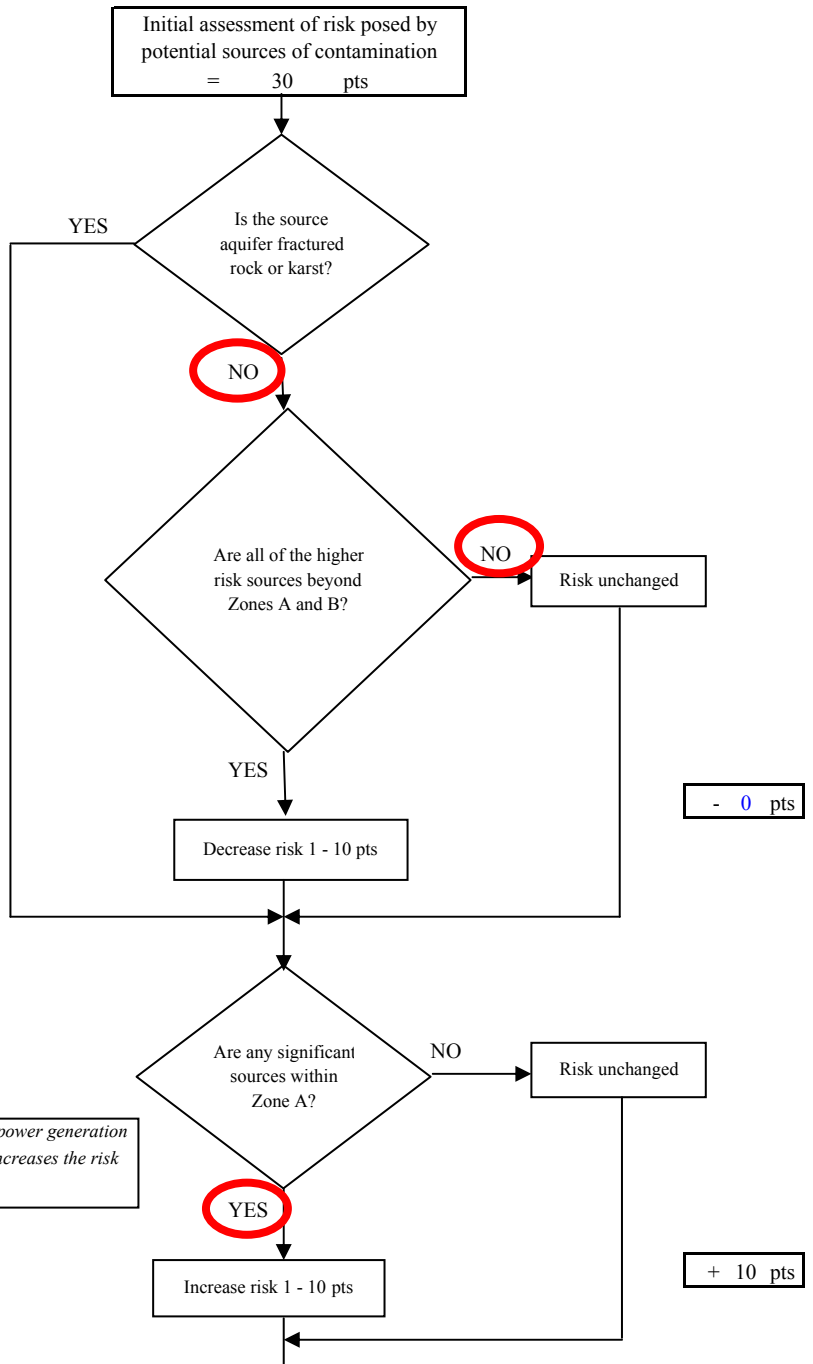 Initial assessment of risk posed by
potential sources of contamination
= 30 pts
YES
Is the source
aquifer fractured
rock or karst?
NO
Are all of the higher
risk sources beyond
Zones A and B?
NO
Risk unchanged
YES
- 0 pts
Decrease risk 1 - 10 pts
Are any significant
sources within
Zone A?
NO
Risk unchanged
power generation
ncreases the risk
YES
Increase risk 1 - 10 pts
+ 10 pts